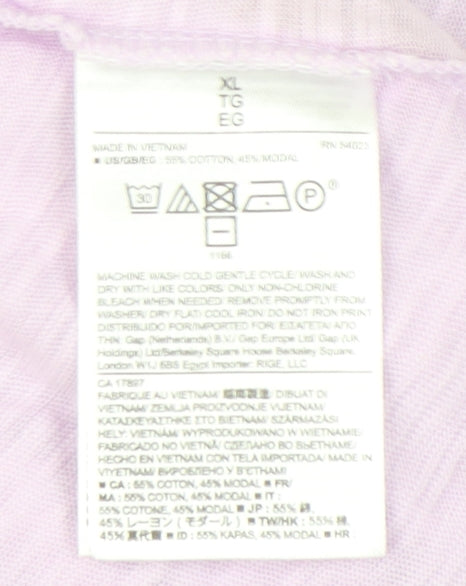 XL
TG
EG
MADE IN VIETNAM RN 54023
■ US/GB/EG : 55% COTTON, 45% MODAL
30 P
1166
MACHINE WASH COLD GENTLE CYCLE/ WASH AND
DRY WITH LIKE COLORS/ ONLY NON-CHLORINE
BLEACH WHEN NEEDED/ REMOVE PROMPTLY FROM
WASHER/ DRY FLAT/ COOL IRON/ DO NOT IRON PRINT
DISTRIBUIDO POR/IMPORTED FOR/ ΕΙΣΑΓΕΤΑΙ ΑΠΟ
THN: Gap (Netherlands) B.V./ Gap Europe Ltd/ Gap (UK
Holdings) Ltd/Berkeley Square House Berkeley Square,
London W1J 6BS Egypt Importer: RIGE, LLC
CA 17897
FABRIQUÉ AU VIETNAM/ 越南製造/ DIBUAT DI
VIETNAM/ ZEMLJA PROIZVODNJE VIJETNAM/
ΚΑΤΑΣΚΕΥΑΣΤΗΚΕ ΣΤΟ ΒΙΕΤΝΑΜ/ SZÁRMAZÁSI
HELY: VIETNÁM/ WYPRODUKOWANO W WIETNAMIE/
FABRICADO NO VIETNÃ/ СДЕЛАНО ВО ВЬЕТНАМЕ/
HECHO EN VIETNAM CON TELA IMPORTADA/ MADE IN
VIYETNAM/ ВИРОБЛЕНО У В'ЄТНАМІ
■ CA : 55% COTON, 45% MODAL ■ FR/
MA : 55% COTON, 45% MODAL ■ IT :
55% COTONE, 45% MODAL ■ JP : 55% 綿,
45% レーヨン ( モダール ) ■ TW/HK : 55% 棉,
45% 莫代爾 ■ ID : 55% KAPAS, 45% MODAL ■ HR :